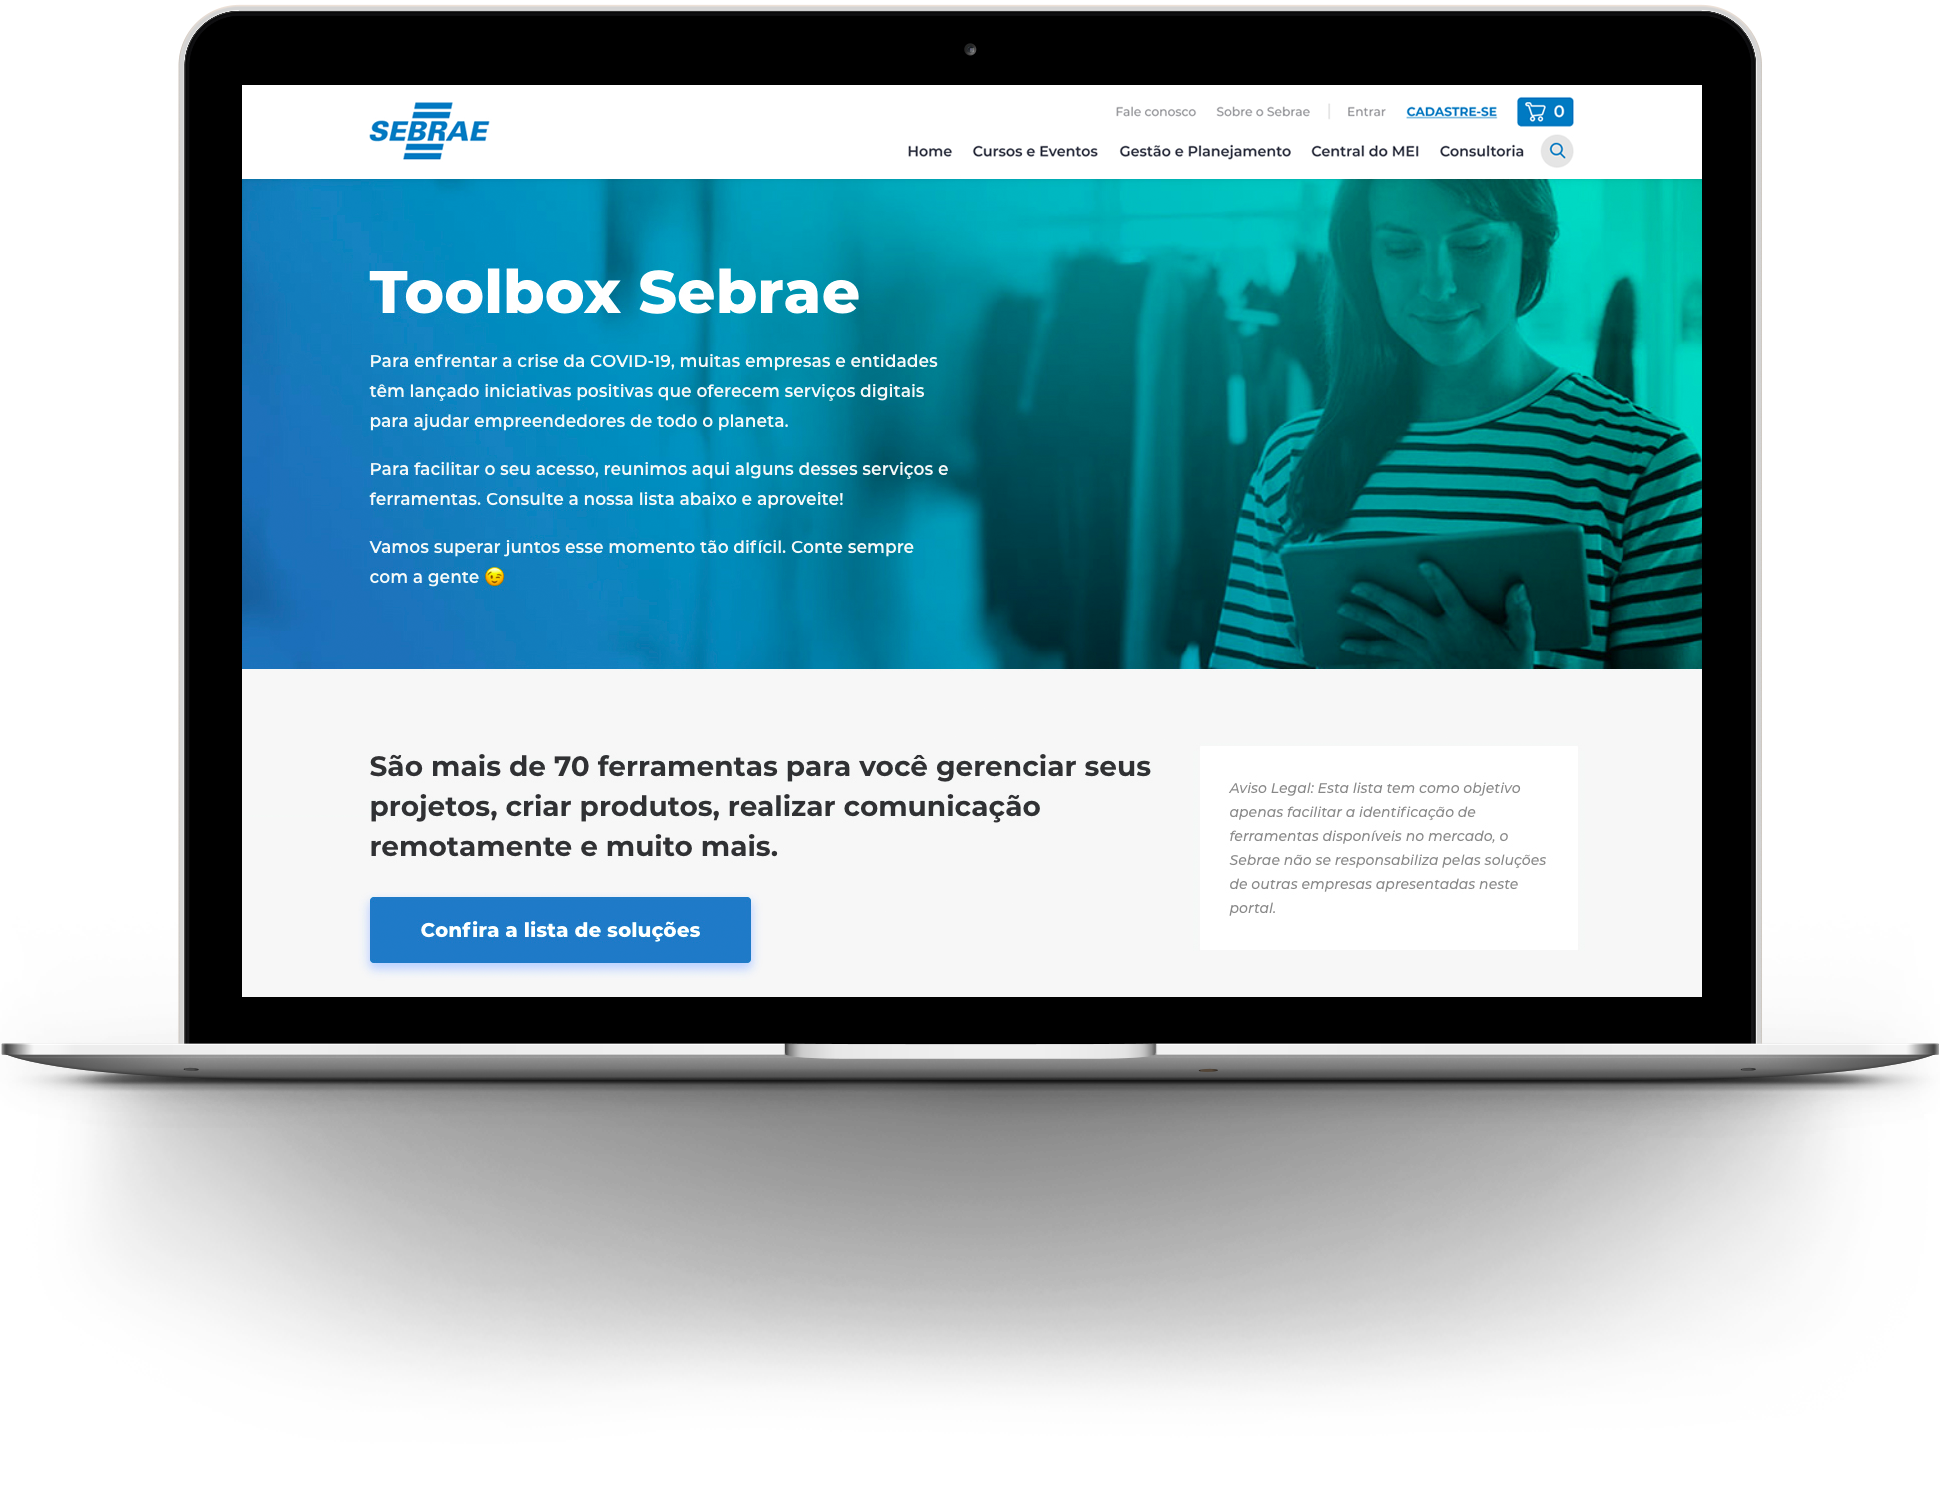 SEBRAE
Fale conosco Sobre o Sebrae Entrar CADASTRE-SE 0
Home Cursos e Eventos Gestão e Planejamento Central do MEI Consultoria
Toolbox Sebrae
Para enfrentar a crise da COVID-19, muitas empresas e entidades
têm lançado iniciativas positivas que oferecem serviços digitais
para ajudar empreendedores de todo o planeta.
Para facilitar o seu acesso, reunimos aqui alguns desses serviços e
ferramentas. Consulte a nossa lista abaixo e aproveite!
Vamos superar juntos esse momento tão difícil. Conte sempre
com a gente 😉
São mais de 70 ferramentas para você gerenciar seus
projetos, criar produtos, realizar comunicação
remotamente e muito mais.
Confira a lista de soluções
Aviso Legal: Esta lista tem como objetivo
apenas facilitar a identificação de
ferramentas disponíveis no mercado, o
Sebrae não se responsabiliza pelas soluções
de outras empresas apresentadas neste
portal.